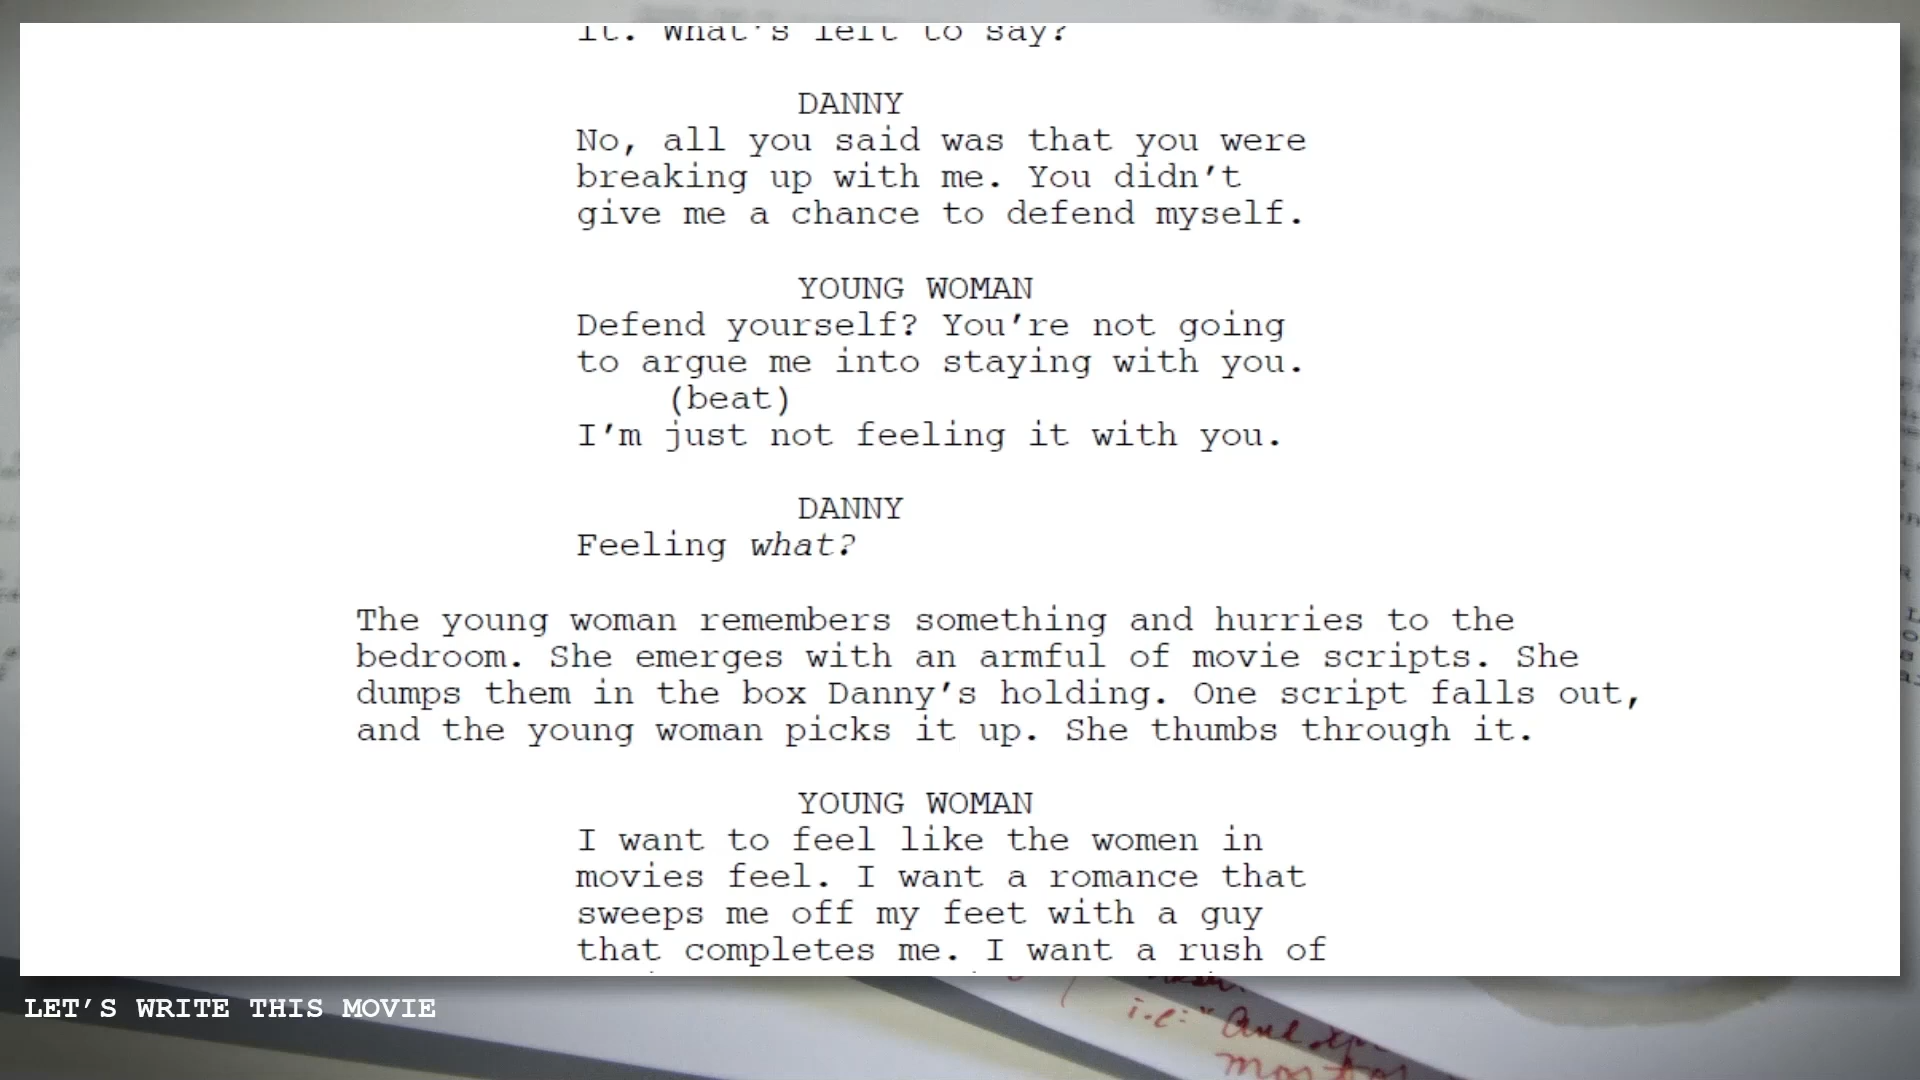 It. What's left to say?
DANNY
No, all you said was that you were
breaking up with me. You didn't
give me a chance to defend myself.
YOUNG WOMAN
Defend yourself? You're not going
to argue me into staying with you.
(beat)
I'm just not feeling it with you.
DANNY
Feeling what?
The young woman remembers something and hurries to the
bedroom. She emerges with an armful of movie scripts. She
dumps them in the box Danny's holding. One script falls out,
and the young woman picks it up. She thumbs through it.
YOUNG WOMAN
I want to feel like the women in
movies feel. I want a romance that
sweeps me off my feet with a guy
that completes me. I want a rush of
LET'S WRITE THIS MOVIE
i.e: "And